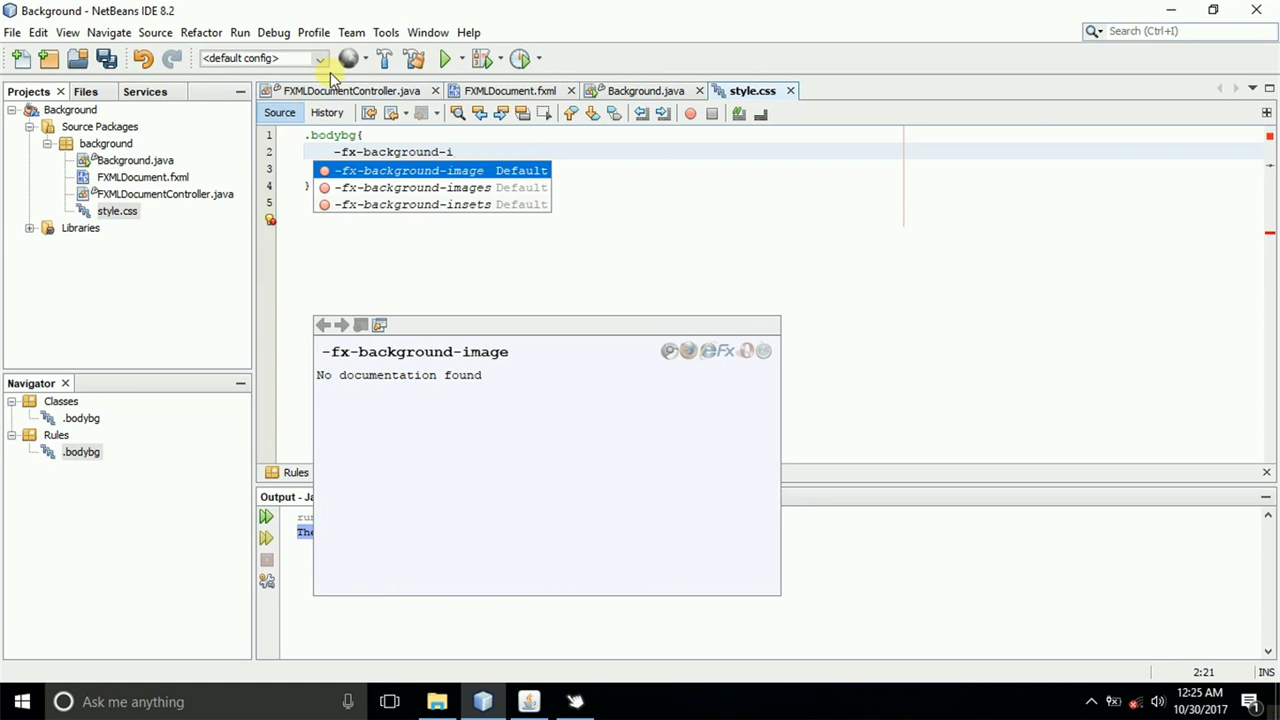 Background - NetBeans IDE 8.2
File Edit View Navigate Source Refactor Run Debug Profile Team Tools Window Help
Search (Ctrl+I)
<default config>
Projects Files Services
FXMLDocumentController.java FXMLDocument.fxml Background.java style.css
Source History
Background
Source Packages
background
Background.java
FXMLDocument.fxml
FXMLDocumentController.java
style.css
Libraries
1 .bodybg{
2 -fx-background-i
3
4 }
5
-fx-background-image Default
-fx-background-images Default
-fx-background-insets Default
-fx-background-image
Fx
No documentation found
Navigator
Classes
.bodybg
Rules
.bodybg
Rules
Output - Ja
run
The
2:21 INS
Ask me anything
12:25 AM
10/30/2017
1